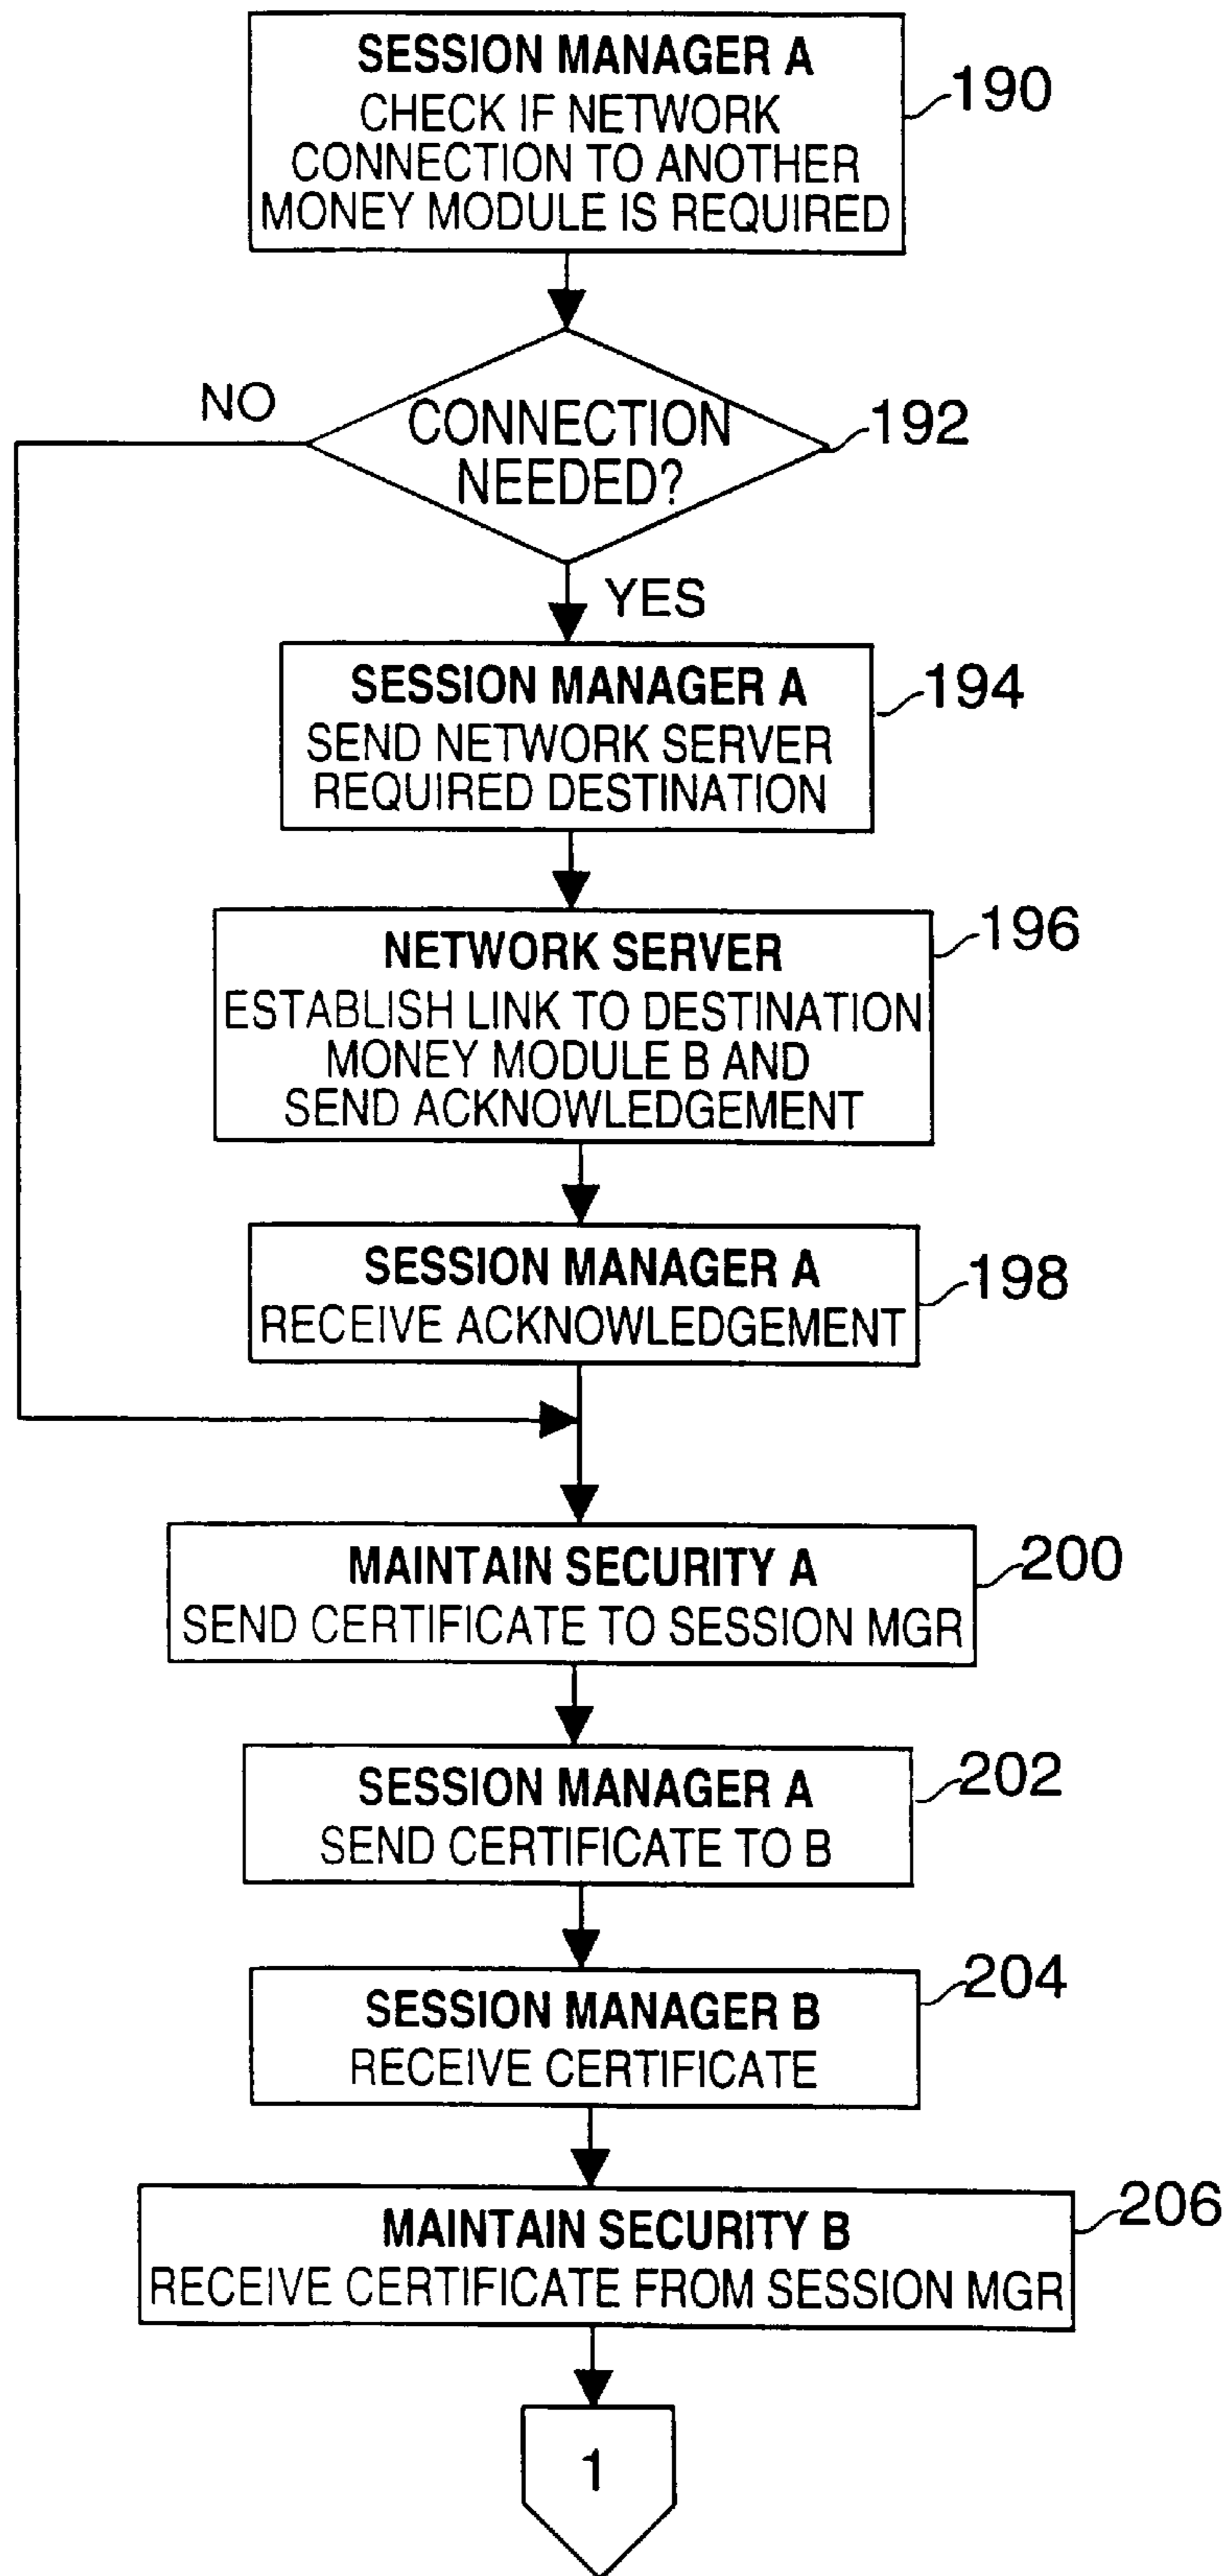 SESSION MANAGER A
CHECK IF NETWORK
CONNECTION TO ANOTHER
MONEY MODULE IS REQUIRED
190
NO
CONNECTION
NEEDED?
192
YES
SESSION MANAGER A
SEND NETWORK SERVER
REQUIRED DESTINATION
194
NETWORK SERVER
ESTABLISH LINK TO DESTINATION
MONEY MODULE B AND
SEND ACKNOWLEDGEMENT
196
SESSION MANAGER A
RECEIVE ACKNOWLEDGEMENT
198
MAINTAIN SECURITY A
SEND CERTIFICATE TO SESSION MGR
200
SESSION MANAGER A
SEND CERTIFICATE TO B
202
SESSION MANAGER B
RECEIVE CERTIFICATE
204
MAINTAIN SECURITY B
RECEIVE CERTIFICATE FROM SESSION MGR
206
1